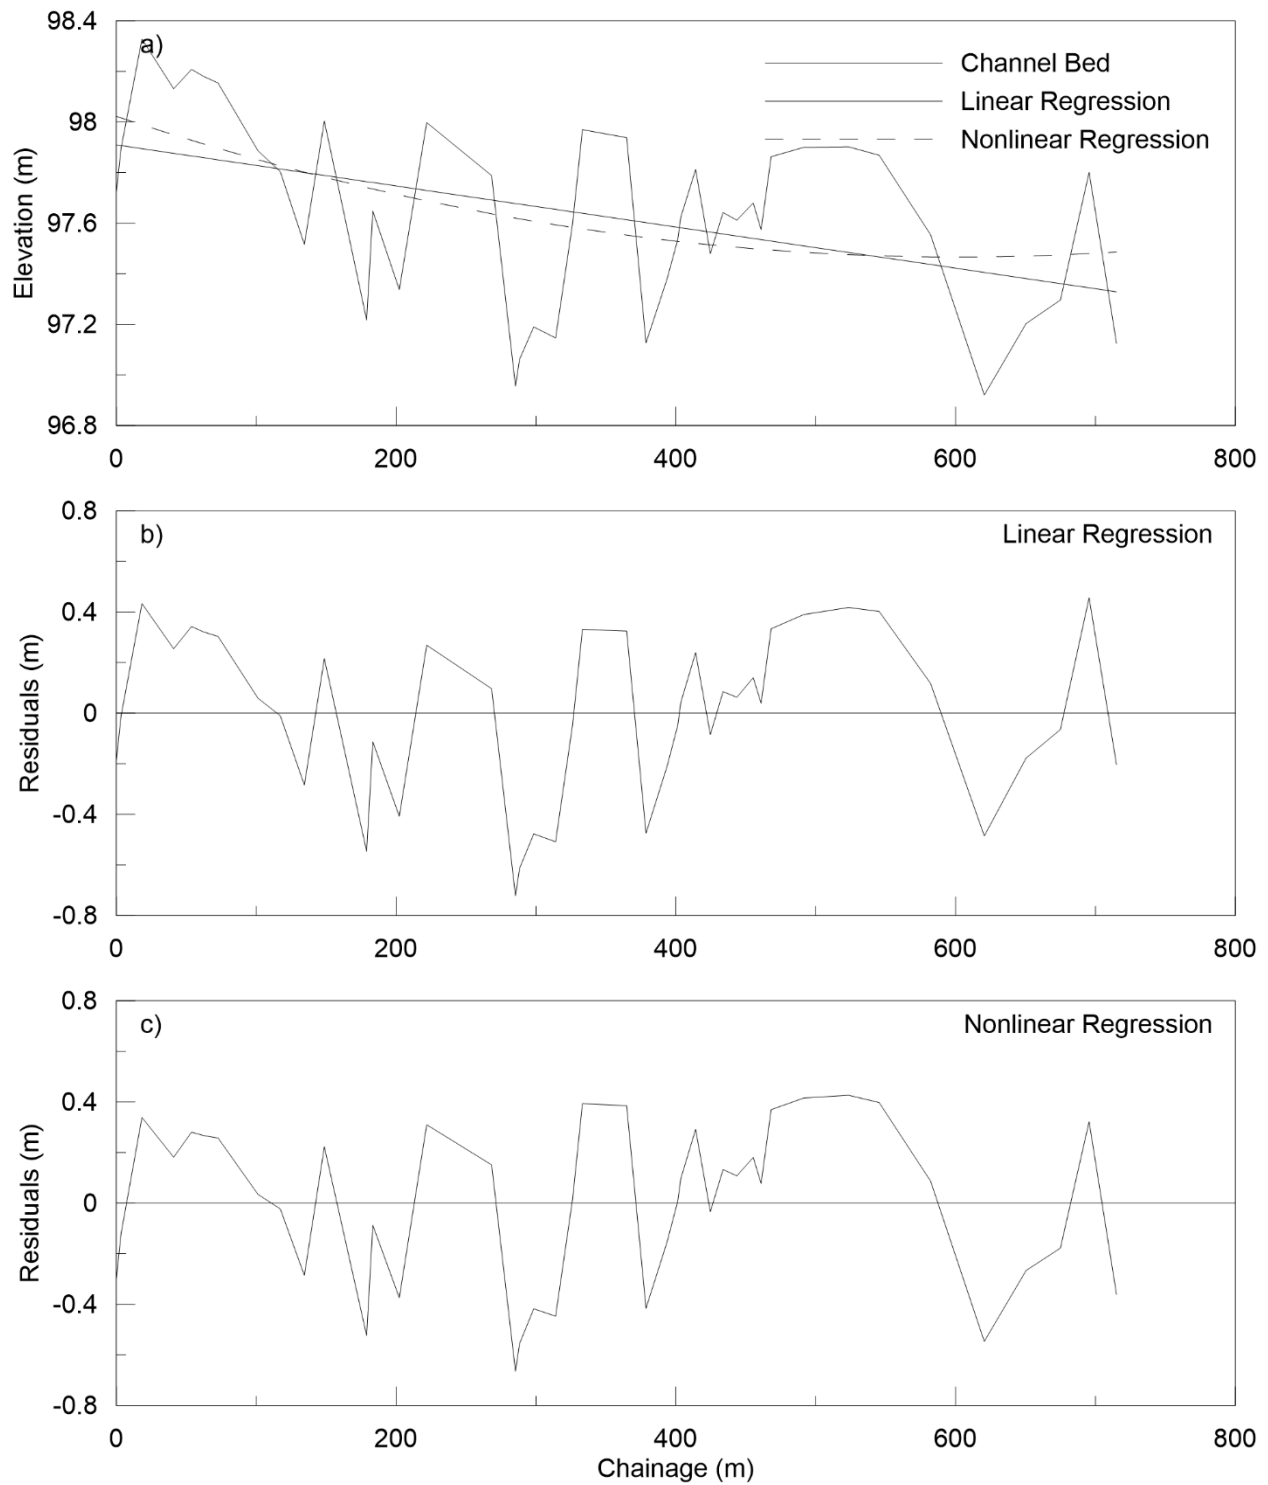 98.4
98
97.6
97.2
96.8
Elevation (m)
a)
Channel Bed
Linear Regression
Nonlinear Regression
0
200
400
600
800
0.8
0.4
0
-0.4
-0.8
Residuals (m)
b)
Linear Regression
0
200
400
600
800
0.8
0.4
0
-0.4
-0.8
Residuals (m)
c)
Nonlinear Regression
0
200
400
600
800
Chainage (m)